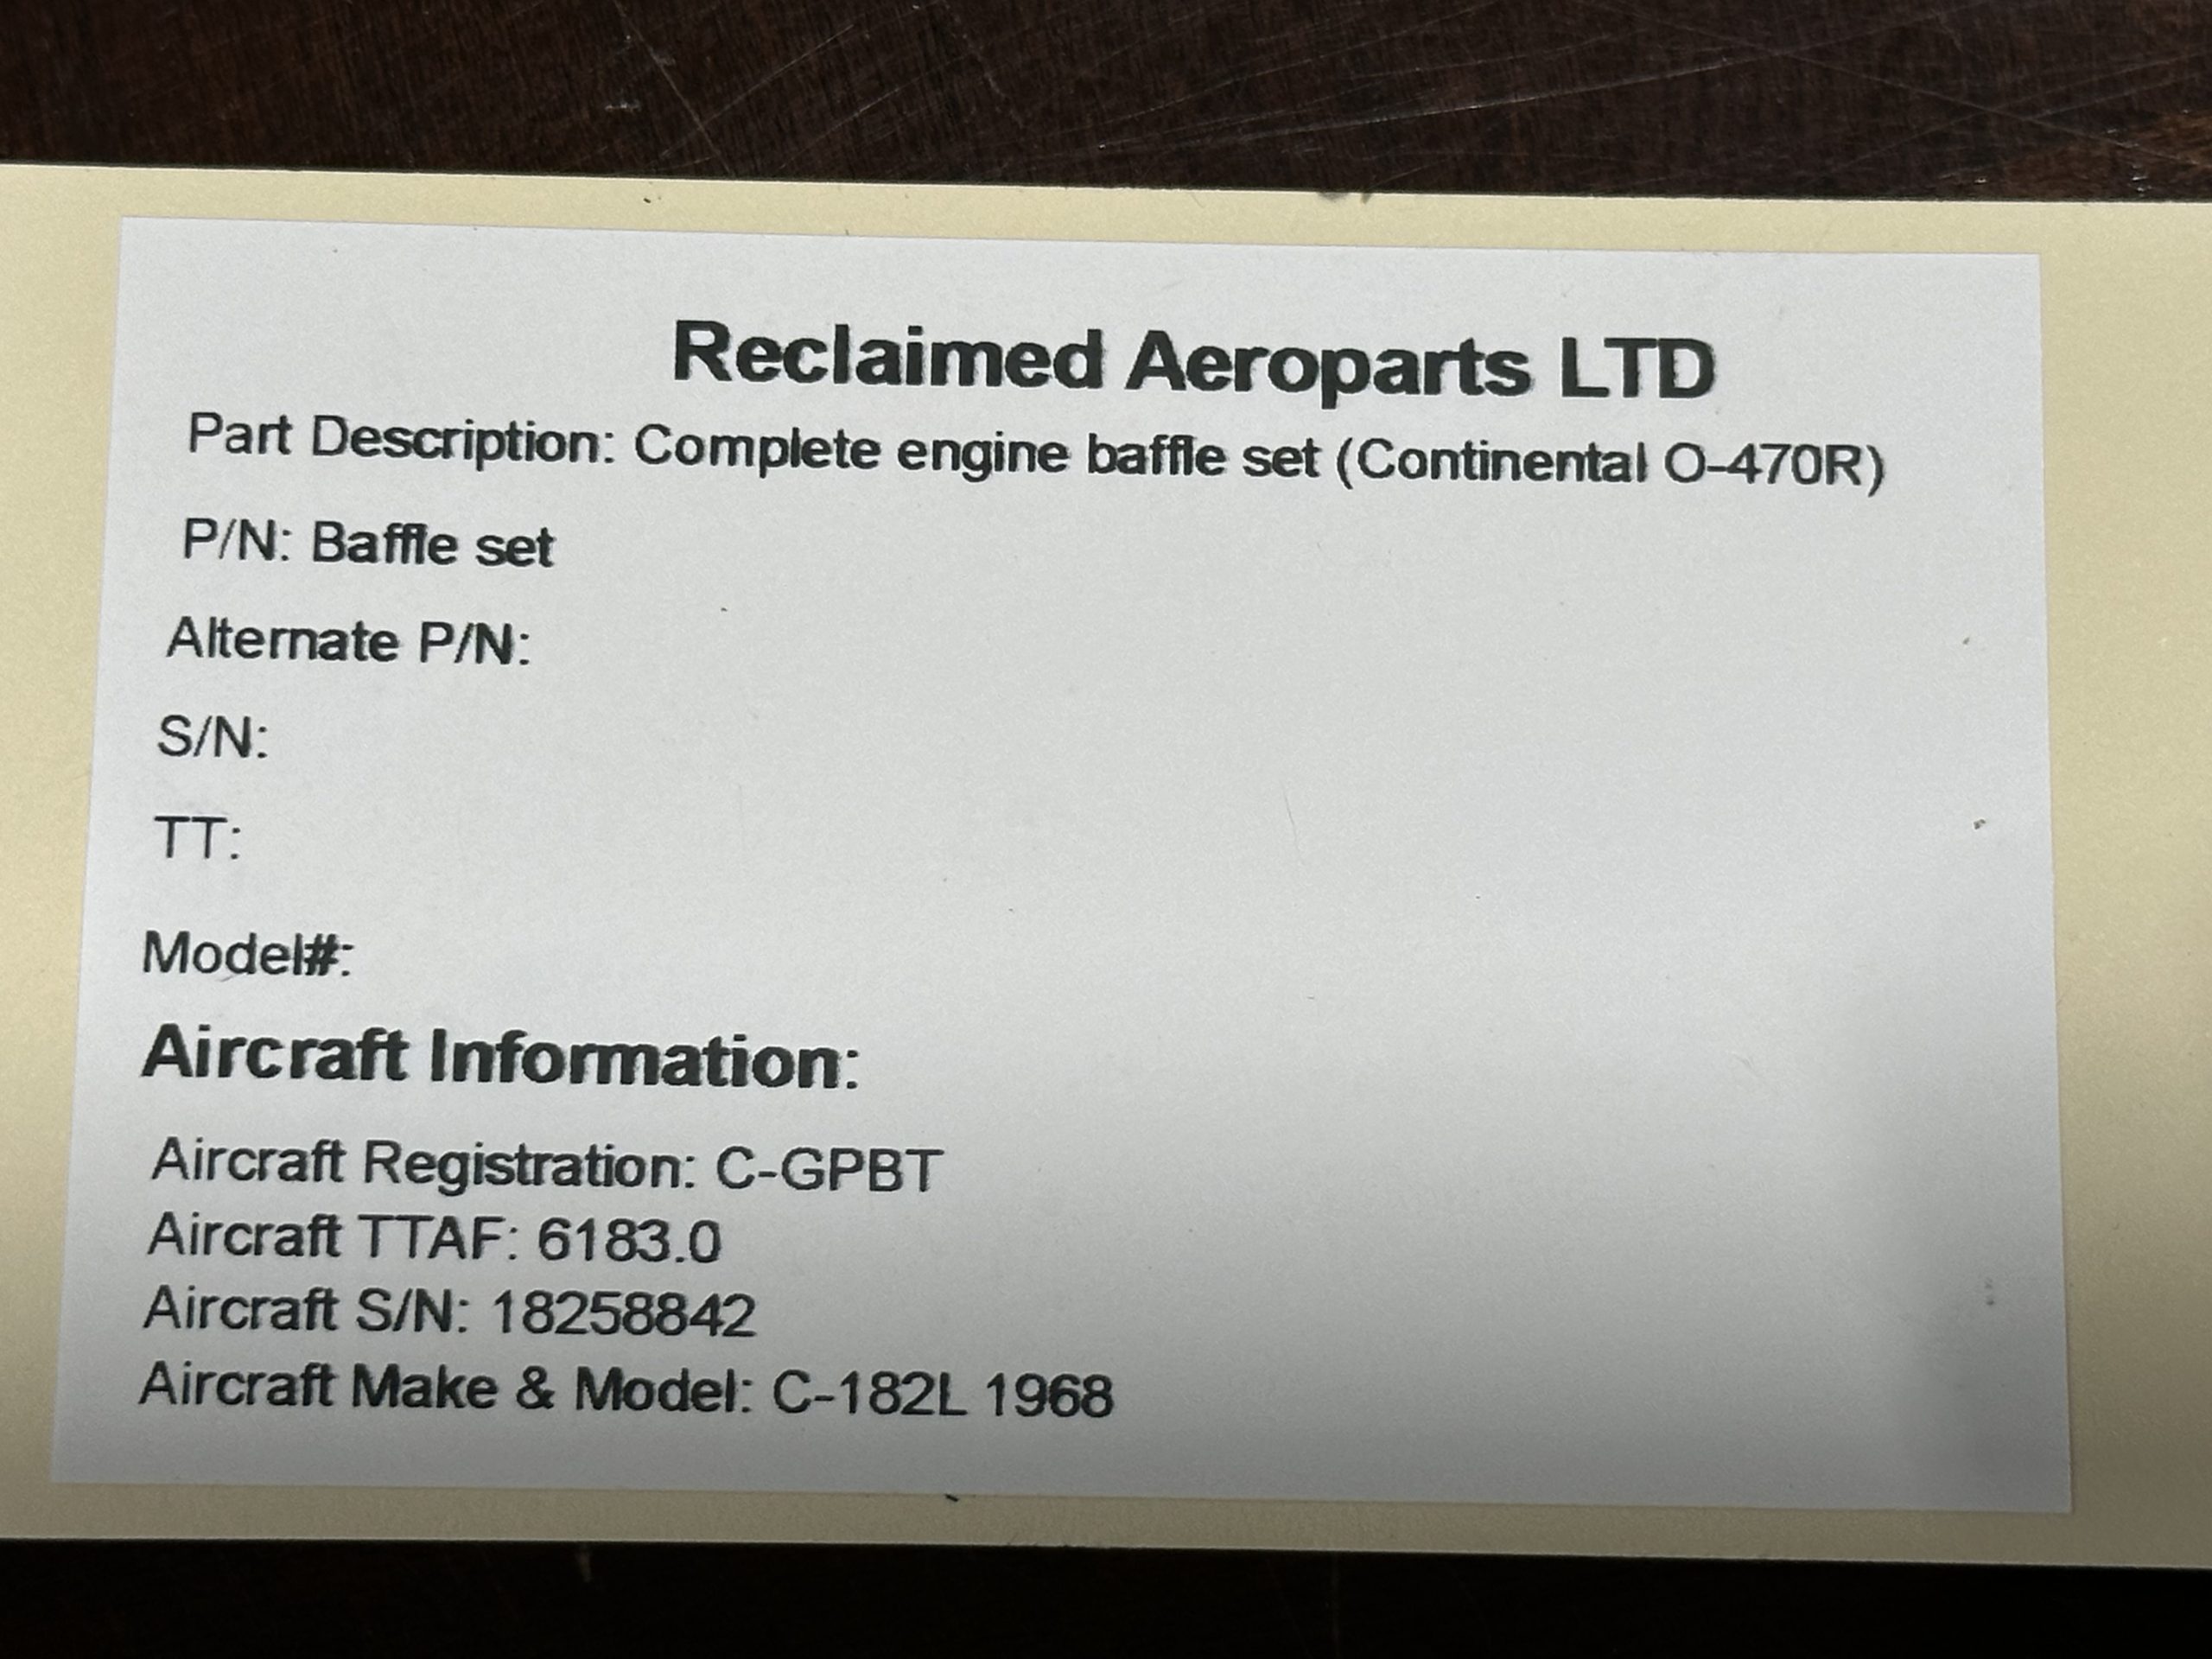 Reclaimed Aeroparts LTD
Part Description: Complete engine baffle set (Continental O-470R)
P/N: Baffle set
Alternate P/N:
S/N:
TT:
Model#:
Aircraft Information:
Aircraft Registration: C-GPBT
Aircraft TTAF: 6183.0
Aircraft S/N: 18258842
Aircraft Make & Model: C-182L 1968